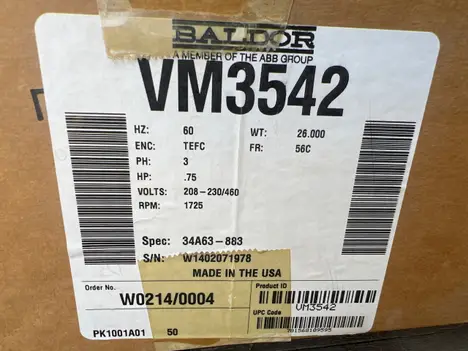 BALDOR
A MEMBER OF THE ABB GROUP
VM3542
HZ: 60 WT: 26.000
ENC: TEFC FR: 56C
PH: 3
HP: .75
VOLTS: 208-230/460
RPM: 1725
Spec: 34A63-883
S/N: W1402071978
MADE IN THE USA
Order No. W0214/0004
Product ID
VM3542
UPC Code
PK1001A01 50